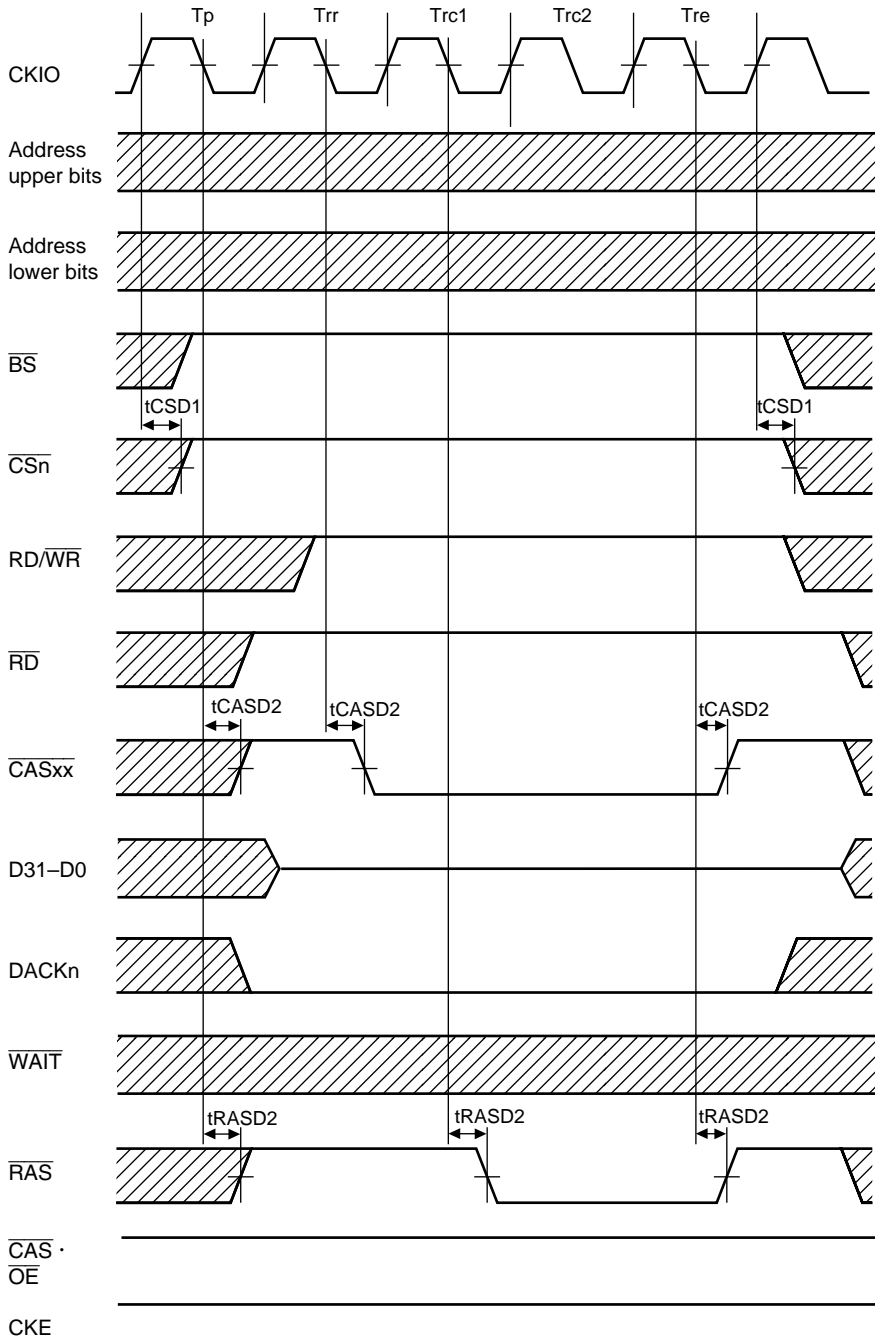 Tp Trr Trc1 Trc2 Tre
CKIO
Address
upper bits
Address
lower bits
BS
tCSD1 tCSD1
CSn
RD/WR
RD
tCASD2 tCASD2 tCASD2
CASxx
D31–D0
DACKn
WAIT
tRASD2 tRASD2 tRASD2
RAS
CAS ·
OE
CKE